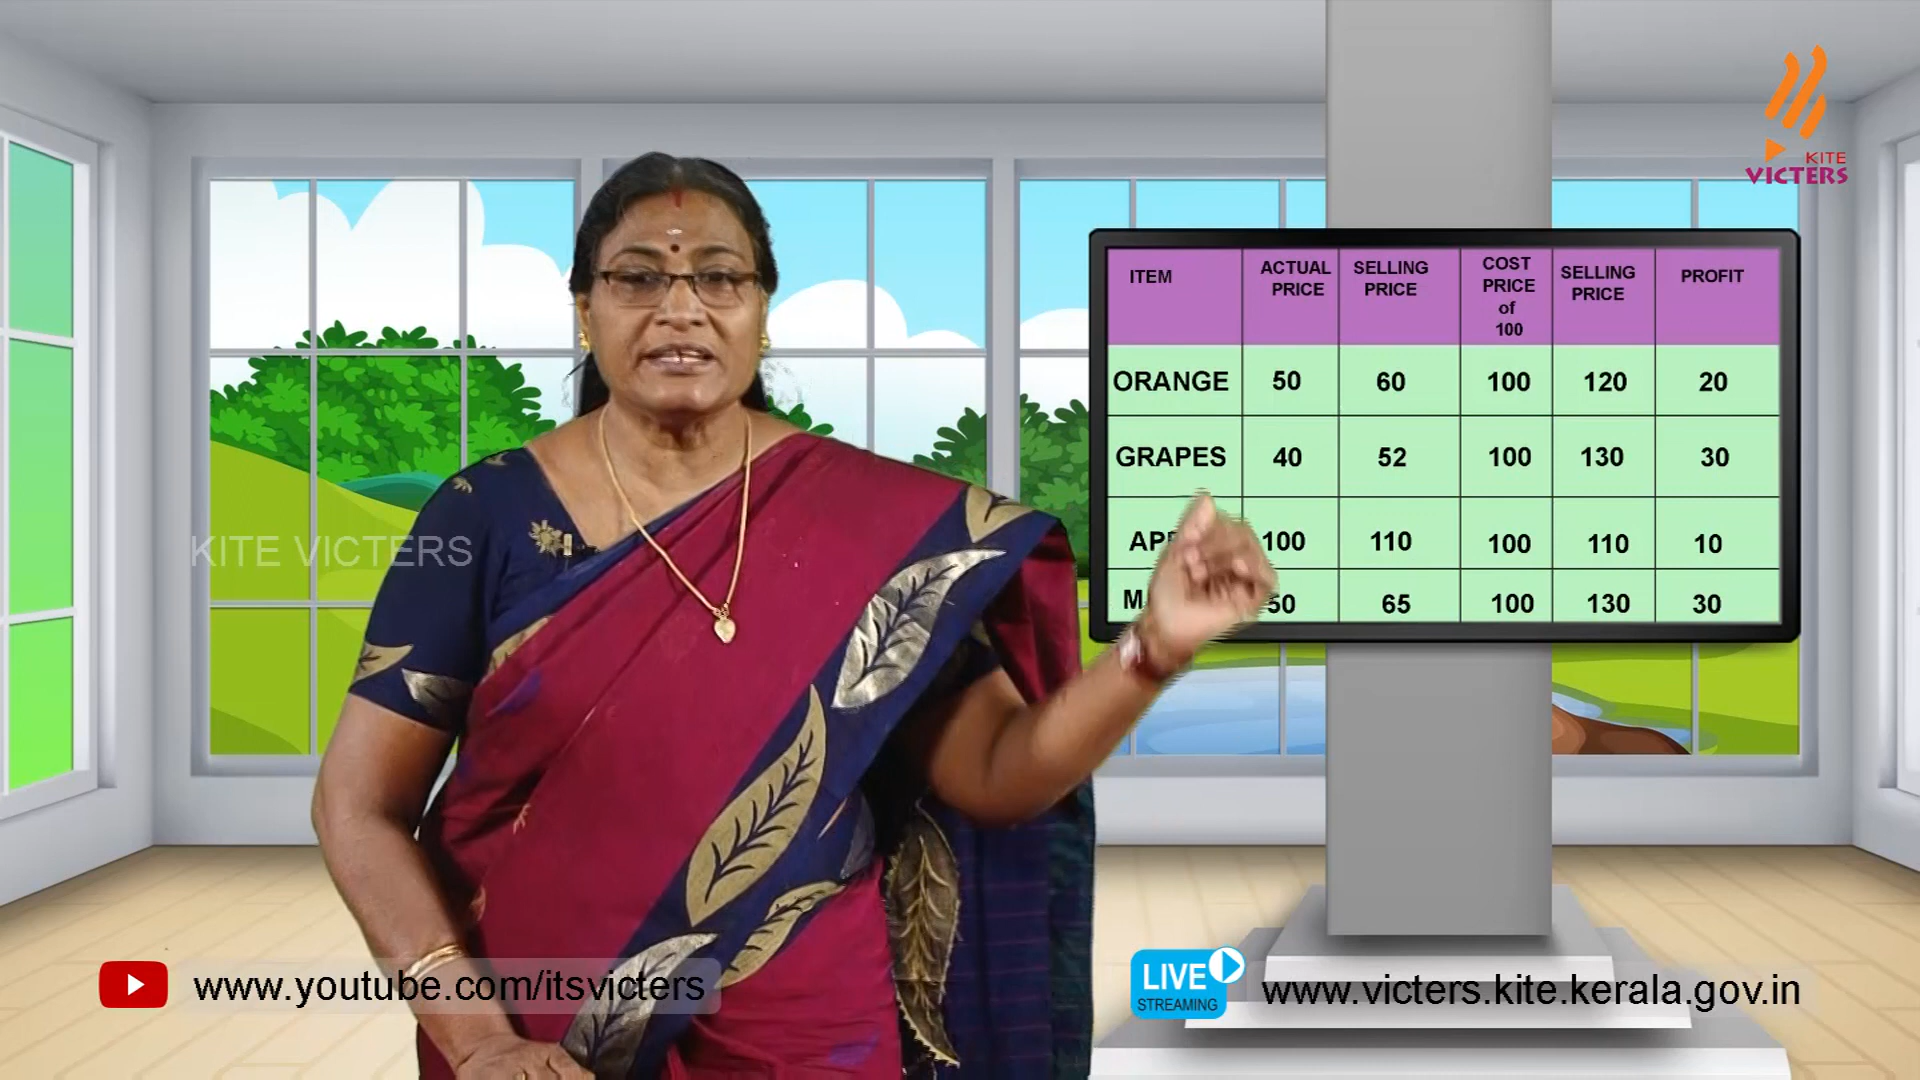 KITE
VICTERS
ITEM
ACTUAL PRICE
SELLING PRICE
COST PRICE of 100
SELLING PRICE
PROFIT
ORANGE 50 60 100 120 20
GRAPES 40 52 100 130 30
100 110 100 110 10
50 65 100 130 30
KITE VICTERS
www.youtube.com/itsvicters
LIVE
STREAMING
www.victers.kite.kerala.gov.in